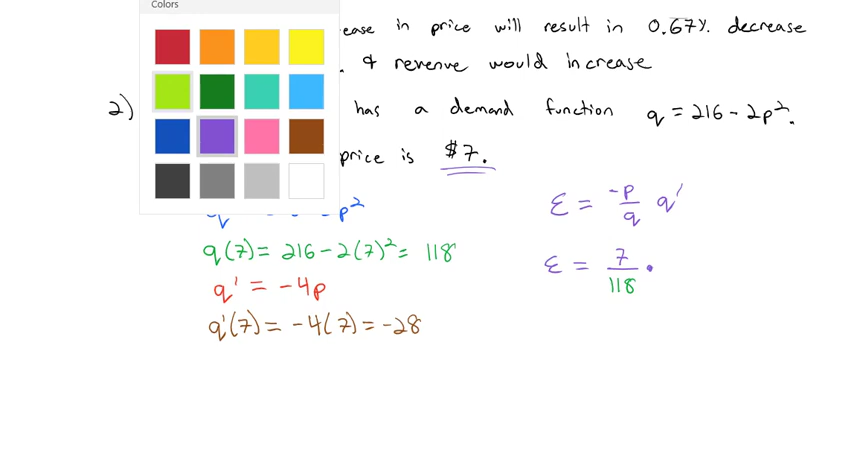 Colors
ease in price will result in 0.67%. decrease
. & revenue would increase
2) has a demand function q = 216 - 2p².
price is $7.
q p²
ε = -p/q q'
q(7) = 216 - 2(7)² = 118
ε = 7/118 ·
q' = -4p
q'(7) = -4(7) = -28